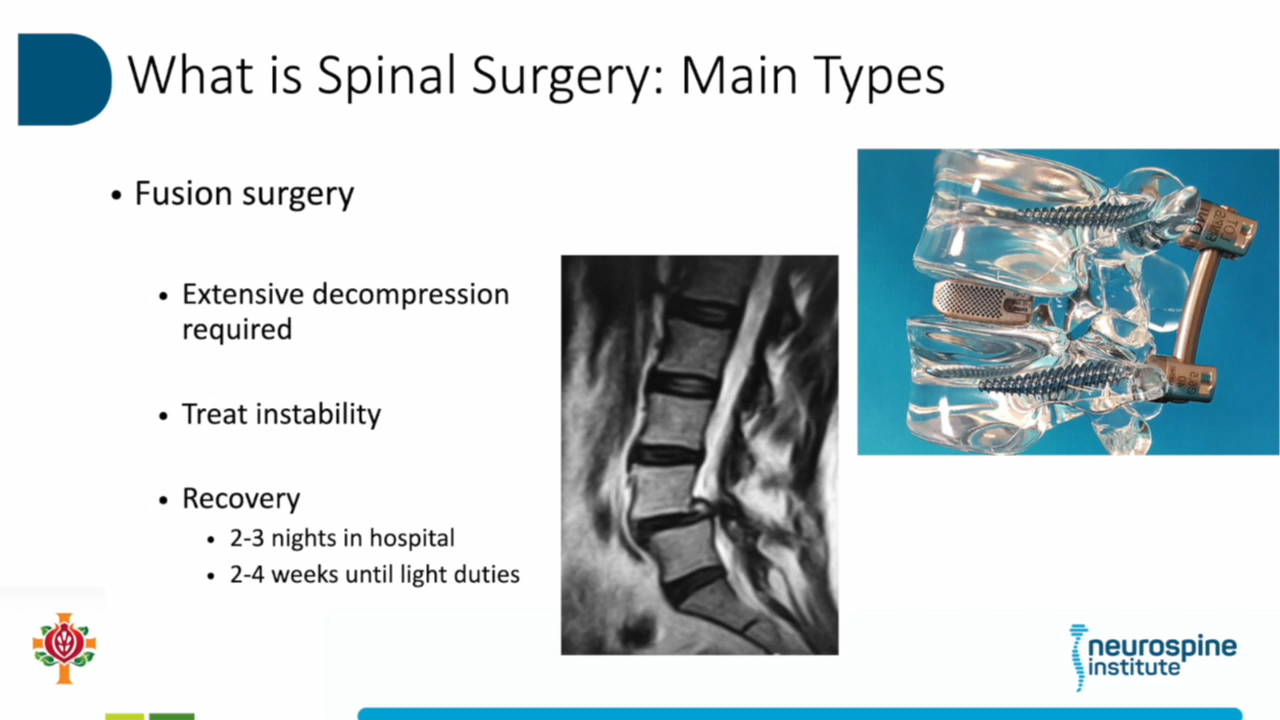 What is Spinal Surgery: Main Types
• Fusion surgery
• Extensive decompression
required
• Treat instability
• Recovery
• 2-3 nights in hospital
• 2-4 weeks until light duties
neurospine
institute